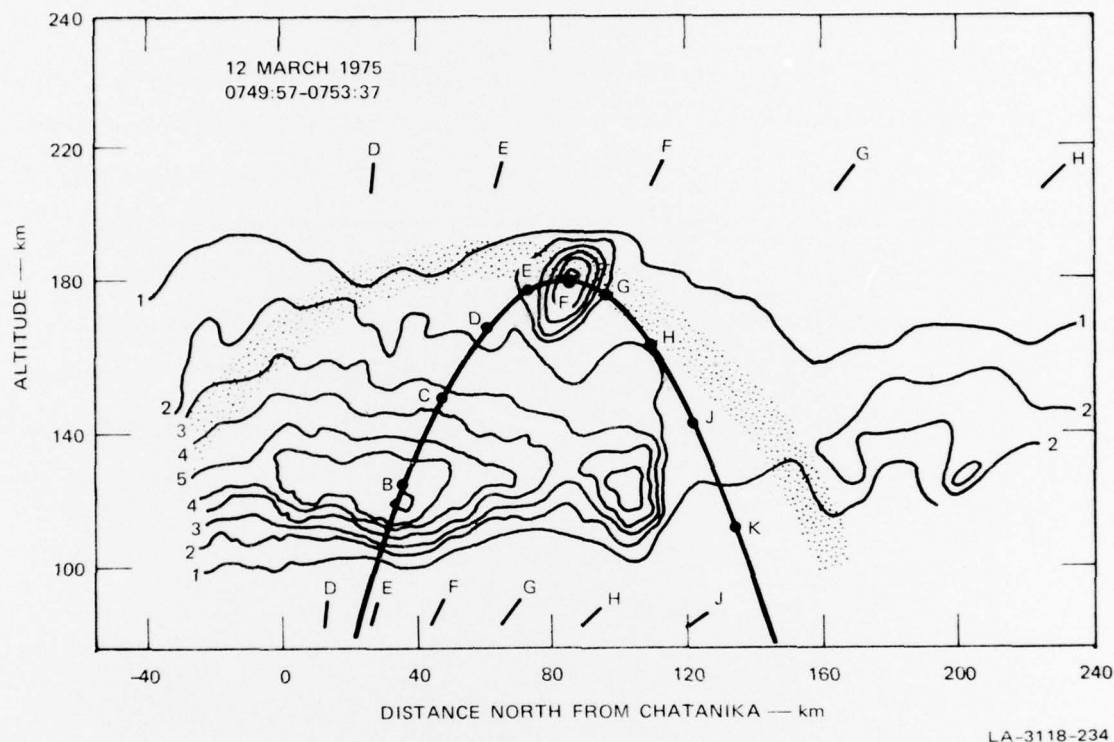 240
12 MARCH 1975
0749:57-0753:37
D E F G H
220
ALTITUDE — km
180
1
E
F
G
D
H
1
2
C
2
3
J
140
4
2
5
B
4
3
K
2
1
100
D E F G H J
-40 0 40 80 120 160 200 240
DISTANCE NORTH FROM CHATANIKA — km
LA-3118-234